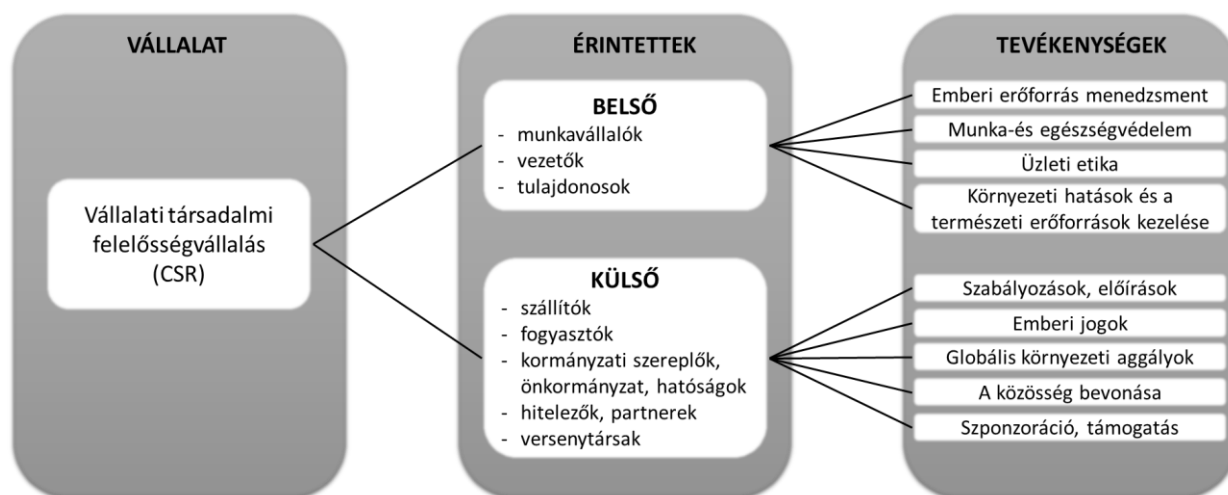 VÁLLALAT
Vállalati társadalmi
felelősségvállalás
(CSR)
ÉRINTETTEK
BELSŐ
- munkavállalók
- vezetők
- tulajdonosok
KÜLSŐ
- szállítók
- fogyasztók
- kormányzati szereplők,
önkormányzat, hatóságok
- hitelezők, partnerek
- versenytársak
TEVÉKENYSÉGEK
Emberi erőforrás menedzsment
Munka-és egészségvédelem
Üzleti etika
Környezeti hatások és a
természeti erőforrások kezelése
Szabályozások, előírások
Emberi jogok
Globális környezeti aggályok
A közösség bevonása
Szponzoráció, támogatás